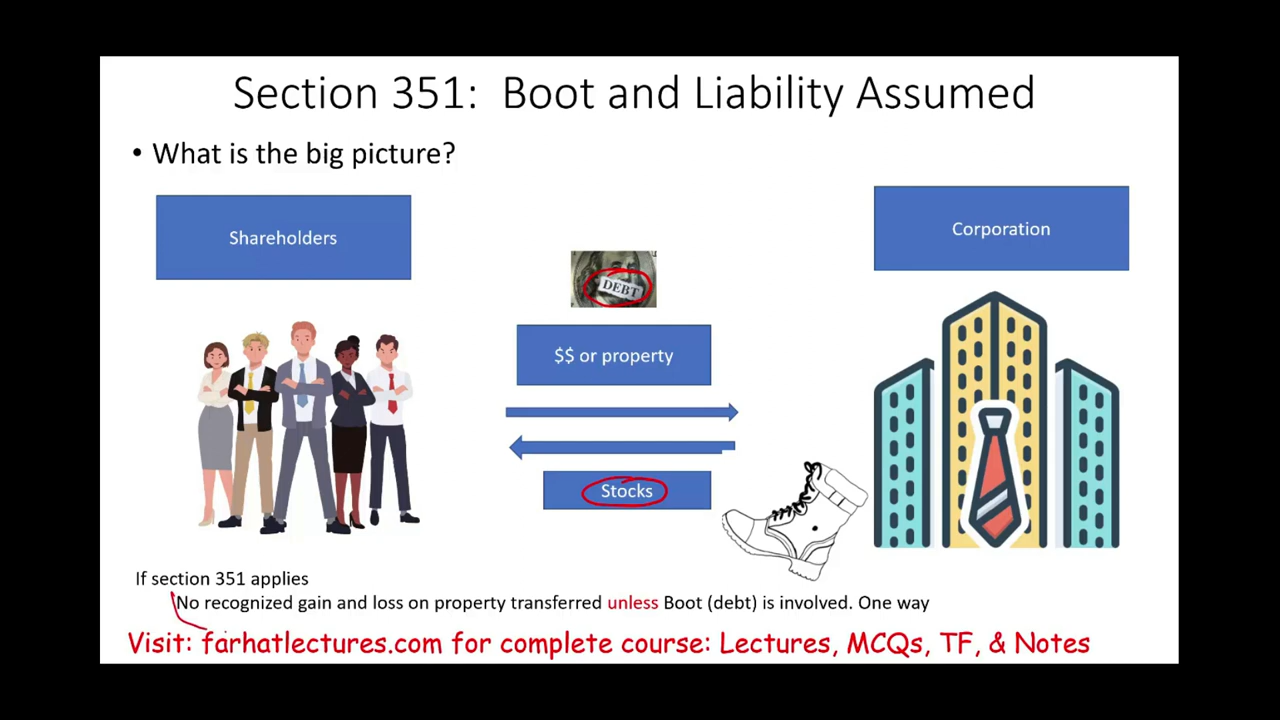 Section 351: Boot and Liability Assumed
• What is the big picture?
Shareholders
Corporation
DEBT
$$ or property
Stocks
If section 351 applies
No recognized gain and loss on property transferred unless Boot (debt) is involved. One way
Visit: farhatlectures.com for complete course: Lectures, MCQs, TF, & Notes